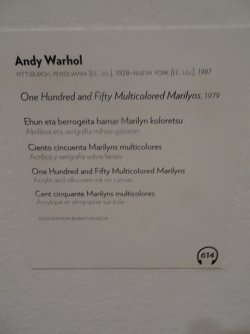 Andy Warhol
PITTSBURGH, PENSILVANIA [EE. UU.], 1928–NUEVA YORK [EE. UU.], 1987
One Hundred and Fifty Multicolored Marilyns, 1979
Ehun eta berrogeita hamar Marilyn koloretsu
Akrilikoa eta serigrafia mihise gainean
Ciento cincuenta Marilyns multicolores
Acrílico y serigrafía sobre lienzo
One Hundred and Fifty Multicolored Marilyns
Acrylic and silkscreen ink on canvas
Cent cinquante Marilyns multicolores
Acrylique et sérigraphie sur toile
GUGGENHEIM BILBAO MUSEOA
614